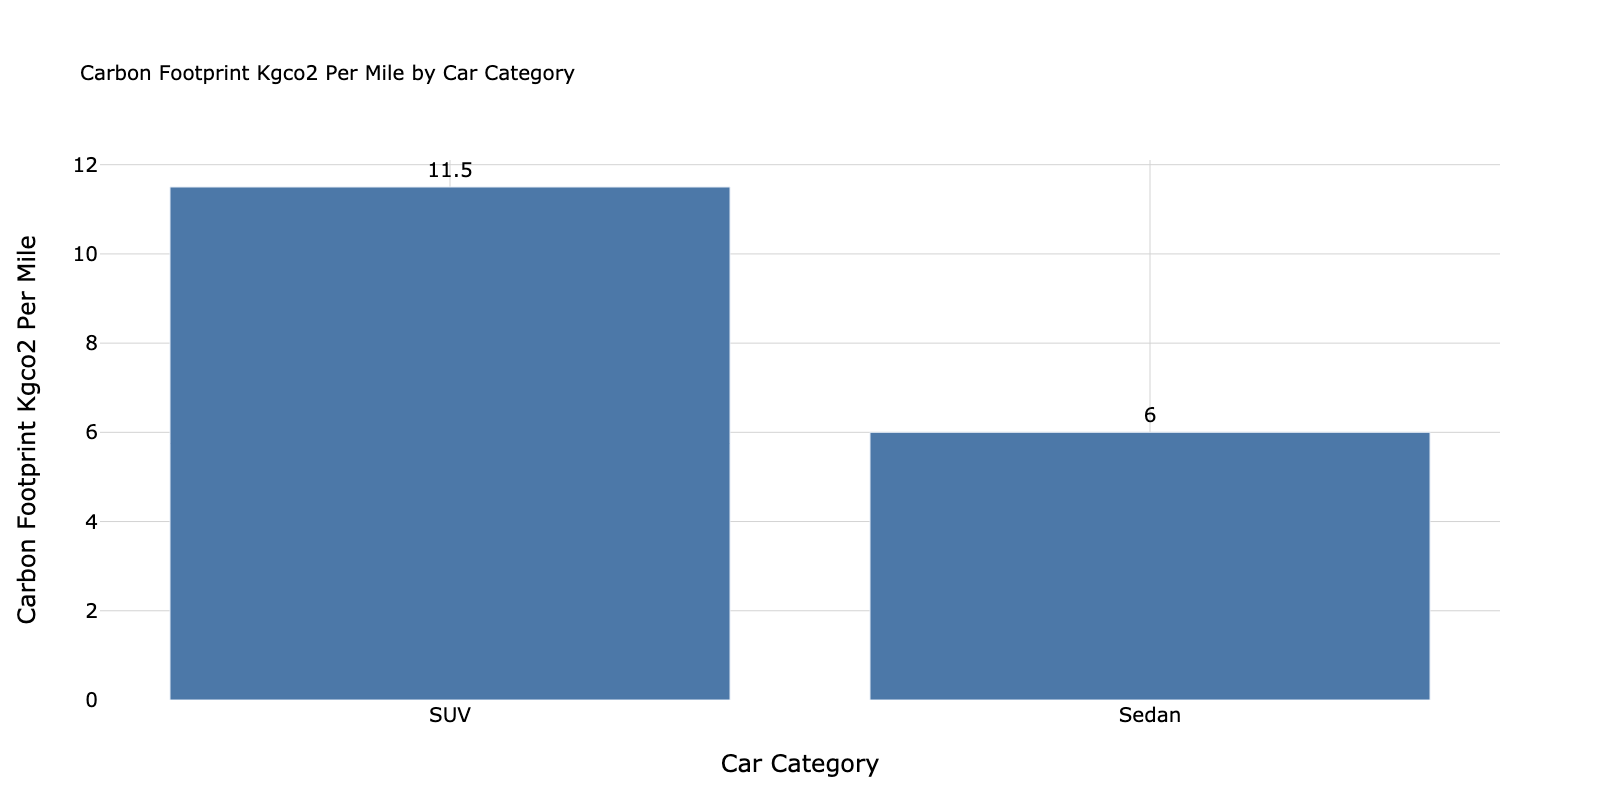 Carbon Footprint Kgco2 Per Mile by Car Category
Carbon Footprint Kgco2 Per Mile
12
10
8
6
4
2
0
11.5
6
SUV
Sedan
Car Category